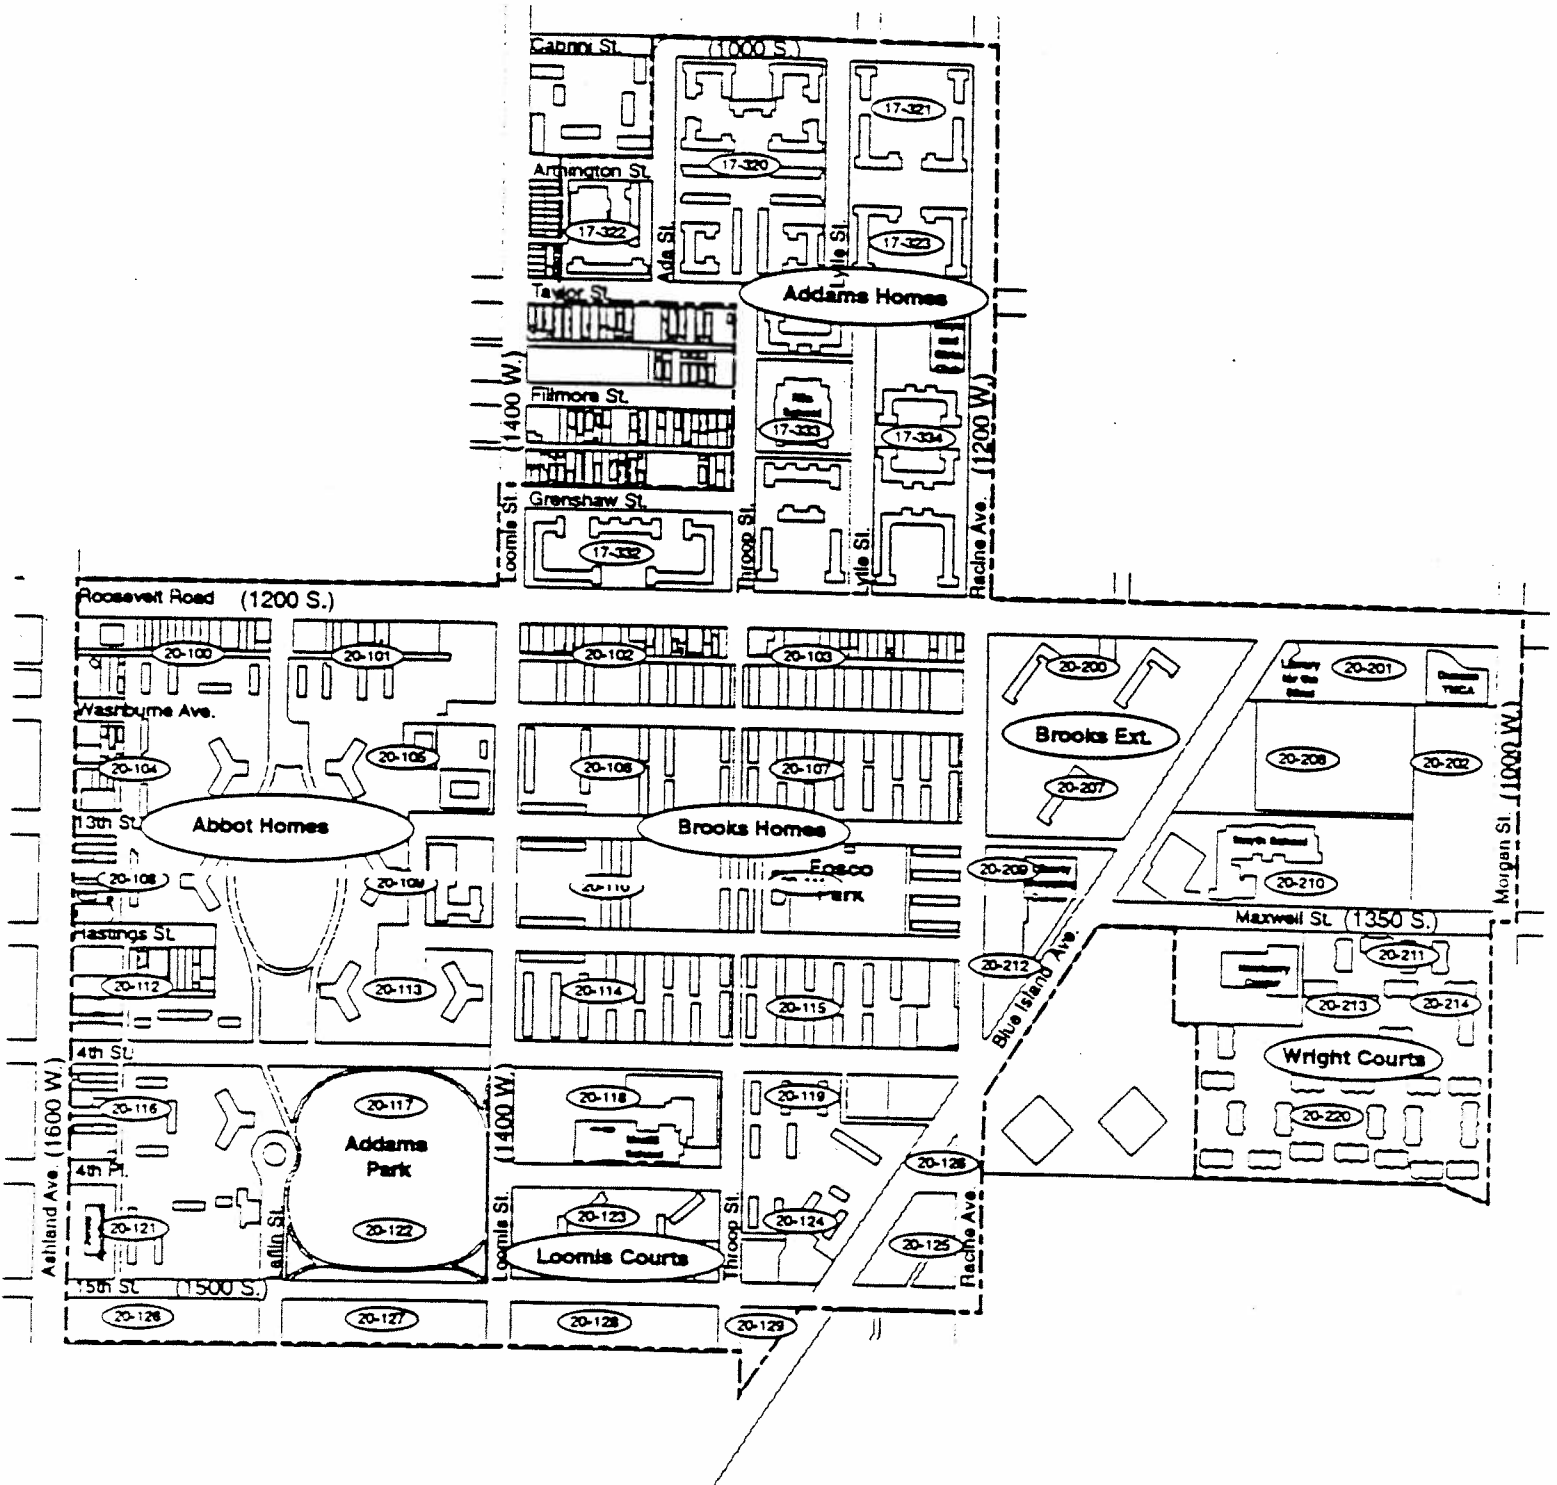 Cabrini St.
(1000 S.)
17-321
17-320
Arthington St.
17-322
17-323
Ada St.
Lytle St.
Taylor St.
Addams Homes
(1400 W.)
Fillmore St.
17-333
17-334
(1200 W.)
Grenshaw St.
17-332
Loomis St.
Throop St.
Lytle St.
Racine Ave.
Roosevelt Road (1200 S.)
20-100
20-101
20-102
20-103
20-200
Library
for the
Blind
20-201
YMCA
Washburne Ave.
20-104
20-105
20-106
20-107
Brooks Ext.
20-207
20-208
20-202
(1000 W.)
Morgan St.
13th St.
Abbot Homes
Brooks Homes
Fosco
Park
20-108
20-109
20-110
20-209
20-210
Maxwell St. (1350 S.)
Hastings St.
20-112
20-113
20-114
20-115
20-212
Blue Island Ave.
20-211
20-213
20-214
Wright Courts
20-220
4th St.
(1600 W.)
Ashland Ave.
20-116
20-117
Addams
Park
(1400 W.)
20-118
20-119
4th Pl.
20-121
20-122
20-123
20-124
20-126
20-125
Laflin St.
Loomis St.
Loomis Courts
Throop St.
Racine Ave.
15th St. (1500 S.)
20-126
20-127
20-128
20-129